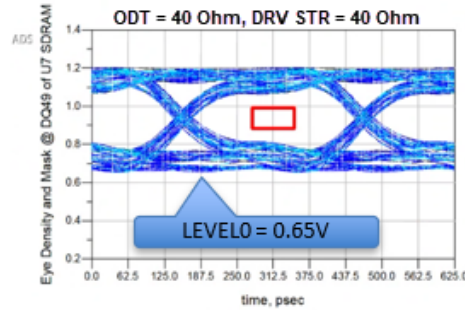 ODT = 40 Ohm, DRV STR = 40 Ohm
ADS
Eye Density and Mask @ DQ49 of U7 SDRAM
1.4
1.2
1.0
0.8
0.6
0.4
0.2
LEVEL0 = 0.65V
0.0 62.5 125.0 187.5 250.0 312.5 375.0 437.5 500.0 562.5 625.0
time, psec